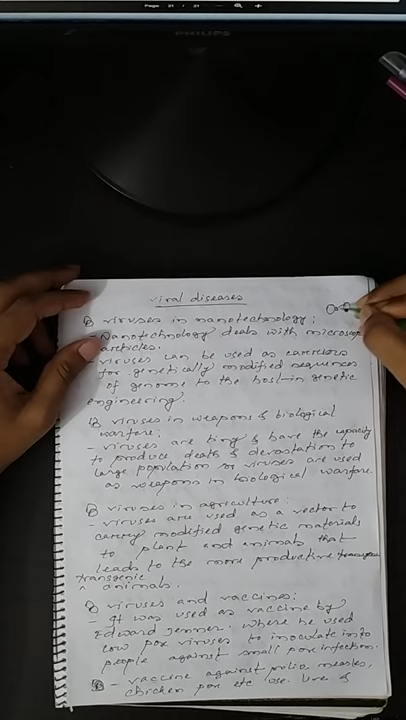 Page 21 / 21
PHILIPS
viral diseases
viruses in nanotechnology:
- Nanotechnology deals with microscopic
particles.
viruses can be used as carriers
for genetically modified sequences
of genome to the host in genetic
engineering.
viruses in weapons & biological
warfare:
- viruses are tiny & have the capacity
to produce death & devastation to
large population so viruses are used
as weapons in biological warfare.
viruses in agriculture:
- viruses are used as a vector to
carry modified genetic materials
to plant and animals that
leads to the more productive
transgenic
animals.
viruses and vaccines:
- It was used as vaccine by
Edward Jenner. where he used
cow pox viruses to inoculate into
people against small pox infection.
- vaccine against polio, measles,
chicken pox etc use live &